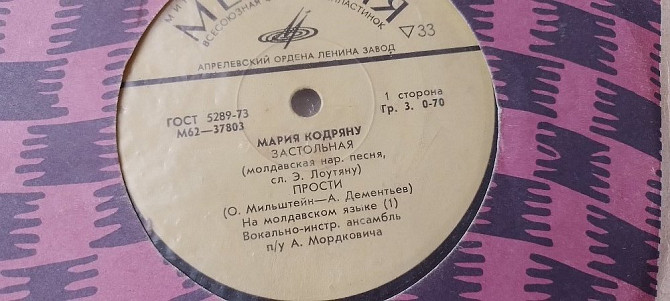 ВСЕСОЮЗНАЯ
АПРЕЛЕВСКИЙ ОРДЕНА ЛЕНИНА ЗАВОД
▽33
ГОСТ 5289-73
М62—37803
1 сторона
Гр. 3. 0-70
МАРИЯ КОДРЯНУ
ЗАСТОЛЬНАЯ
(молдавская нар. песня,
сл. Э. Лоутяну)
ПРОСТИ
(О. Мильштейн—А. Дементьев)
На молдавском языке (1)
Вокально-инстр. ансамбль
п/у А. Мордковича